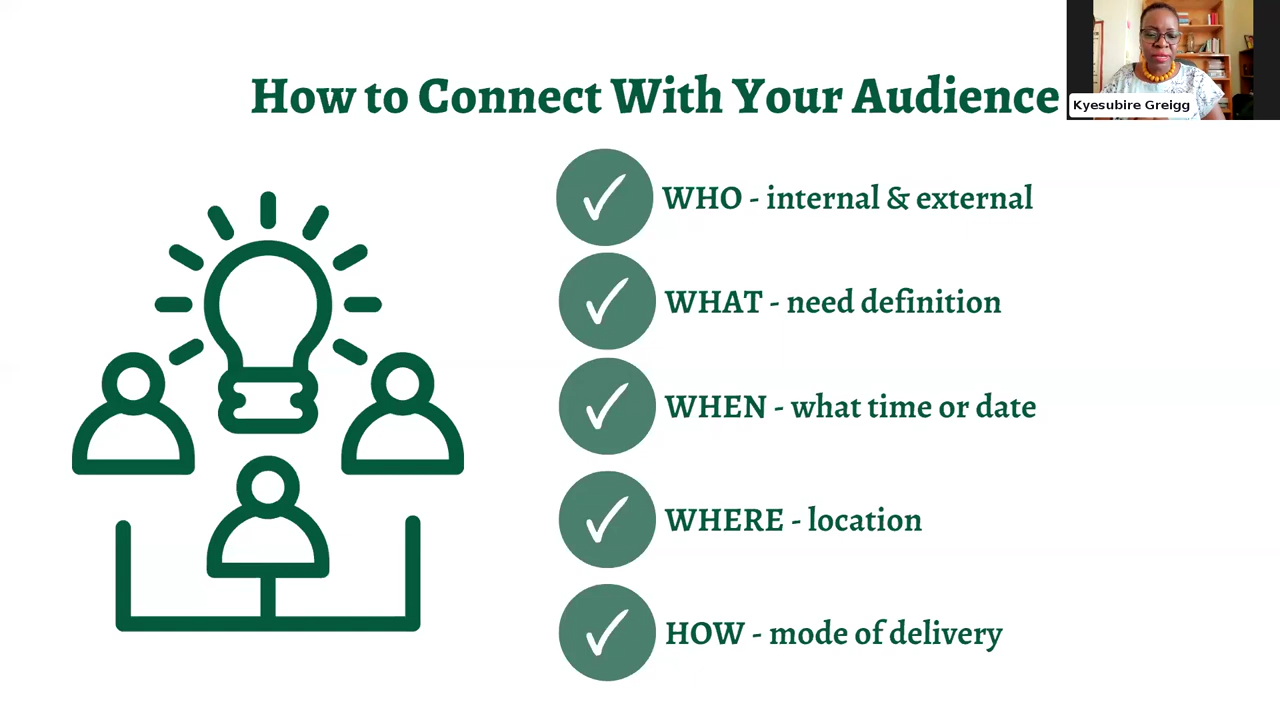 How to Connect With Your Audience
Kyesubire Greigg
WHO - internal & external
WHAT - need definition
WHEN - what time or date
WHERE - location
HOW - mode of delivery